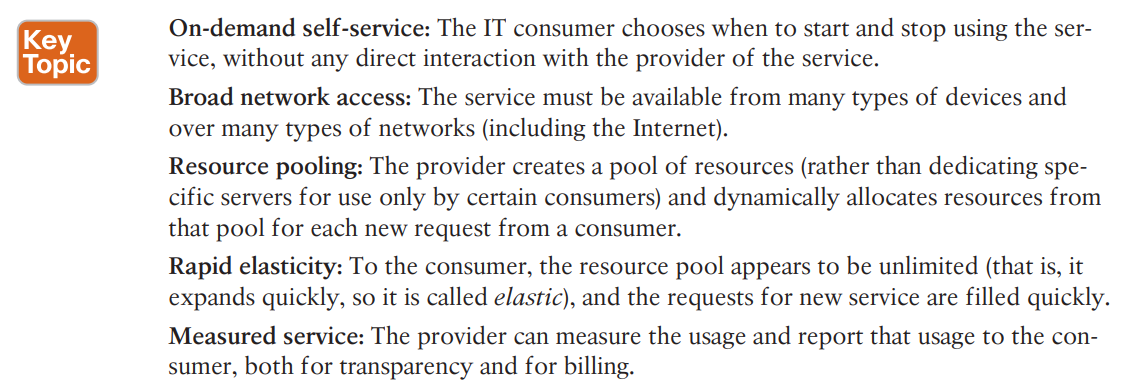 Key
Topic
On-demand self-service: The IT consumer chooses when to start and stop using the ser-
vice, without any direct interaction with the provider of the service.
Broad network access: The service must be available from many types of devices and
over many types of networks (including the Internet).
Resource pooling: The provider creates a pool of resources (rather than dedicating spe-
cific servers for use only by certain consumers) and dynamically allocates resources from
that pool for each new request from a consumer.
Rapid elasticity: To the consumer, the resource pool appears to be unlimited (that is, it
expands quickly, so it is called elastic), and the requests for new service are filled quickly.
Measured service: The provider can measure the usage and report that usage to the con-
sumer, both for transparency and for billing.